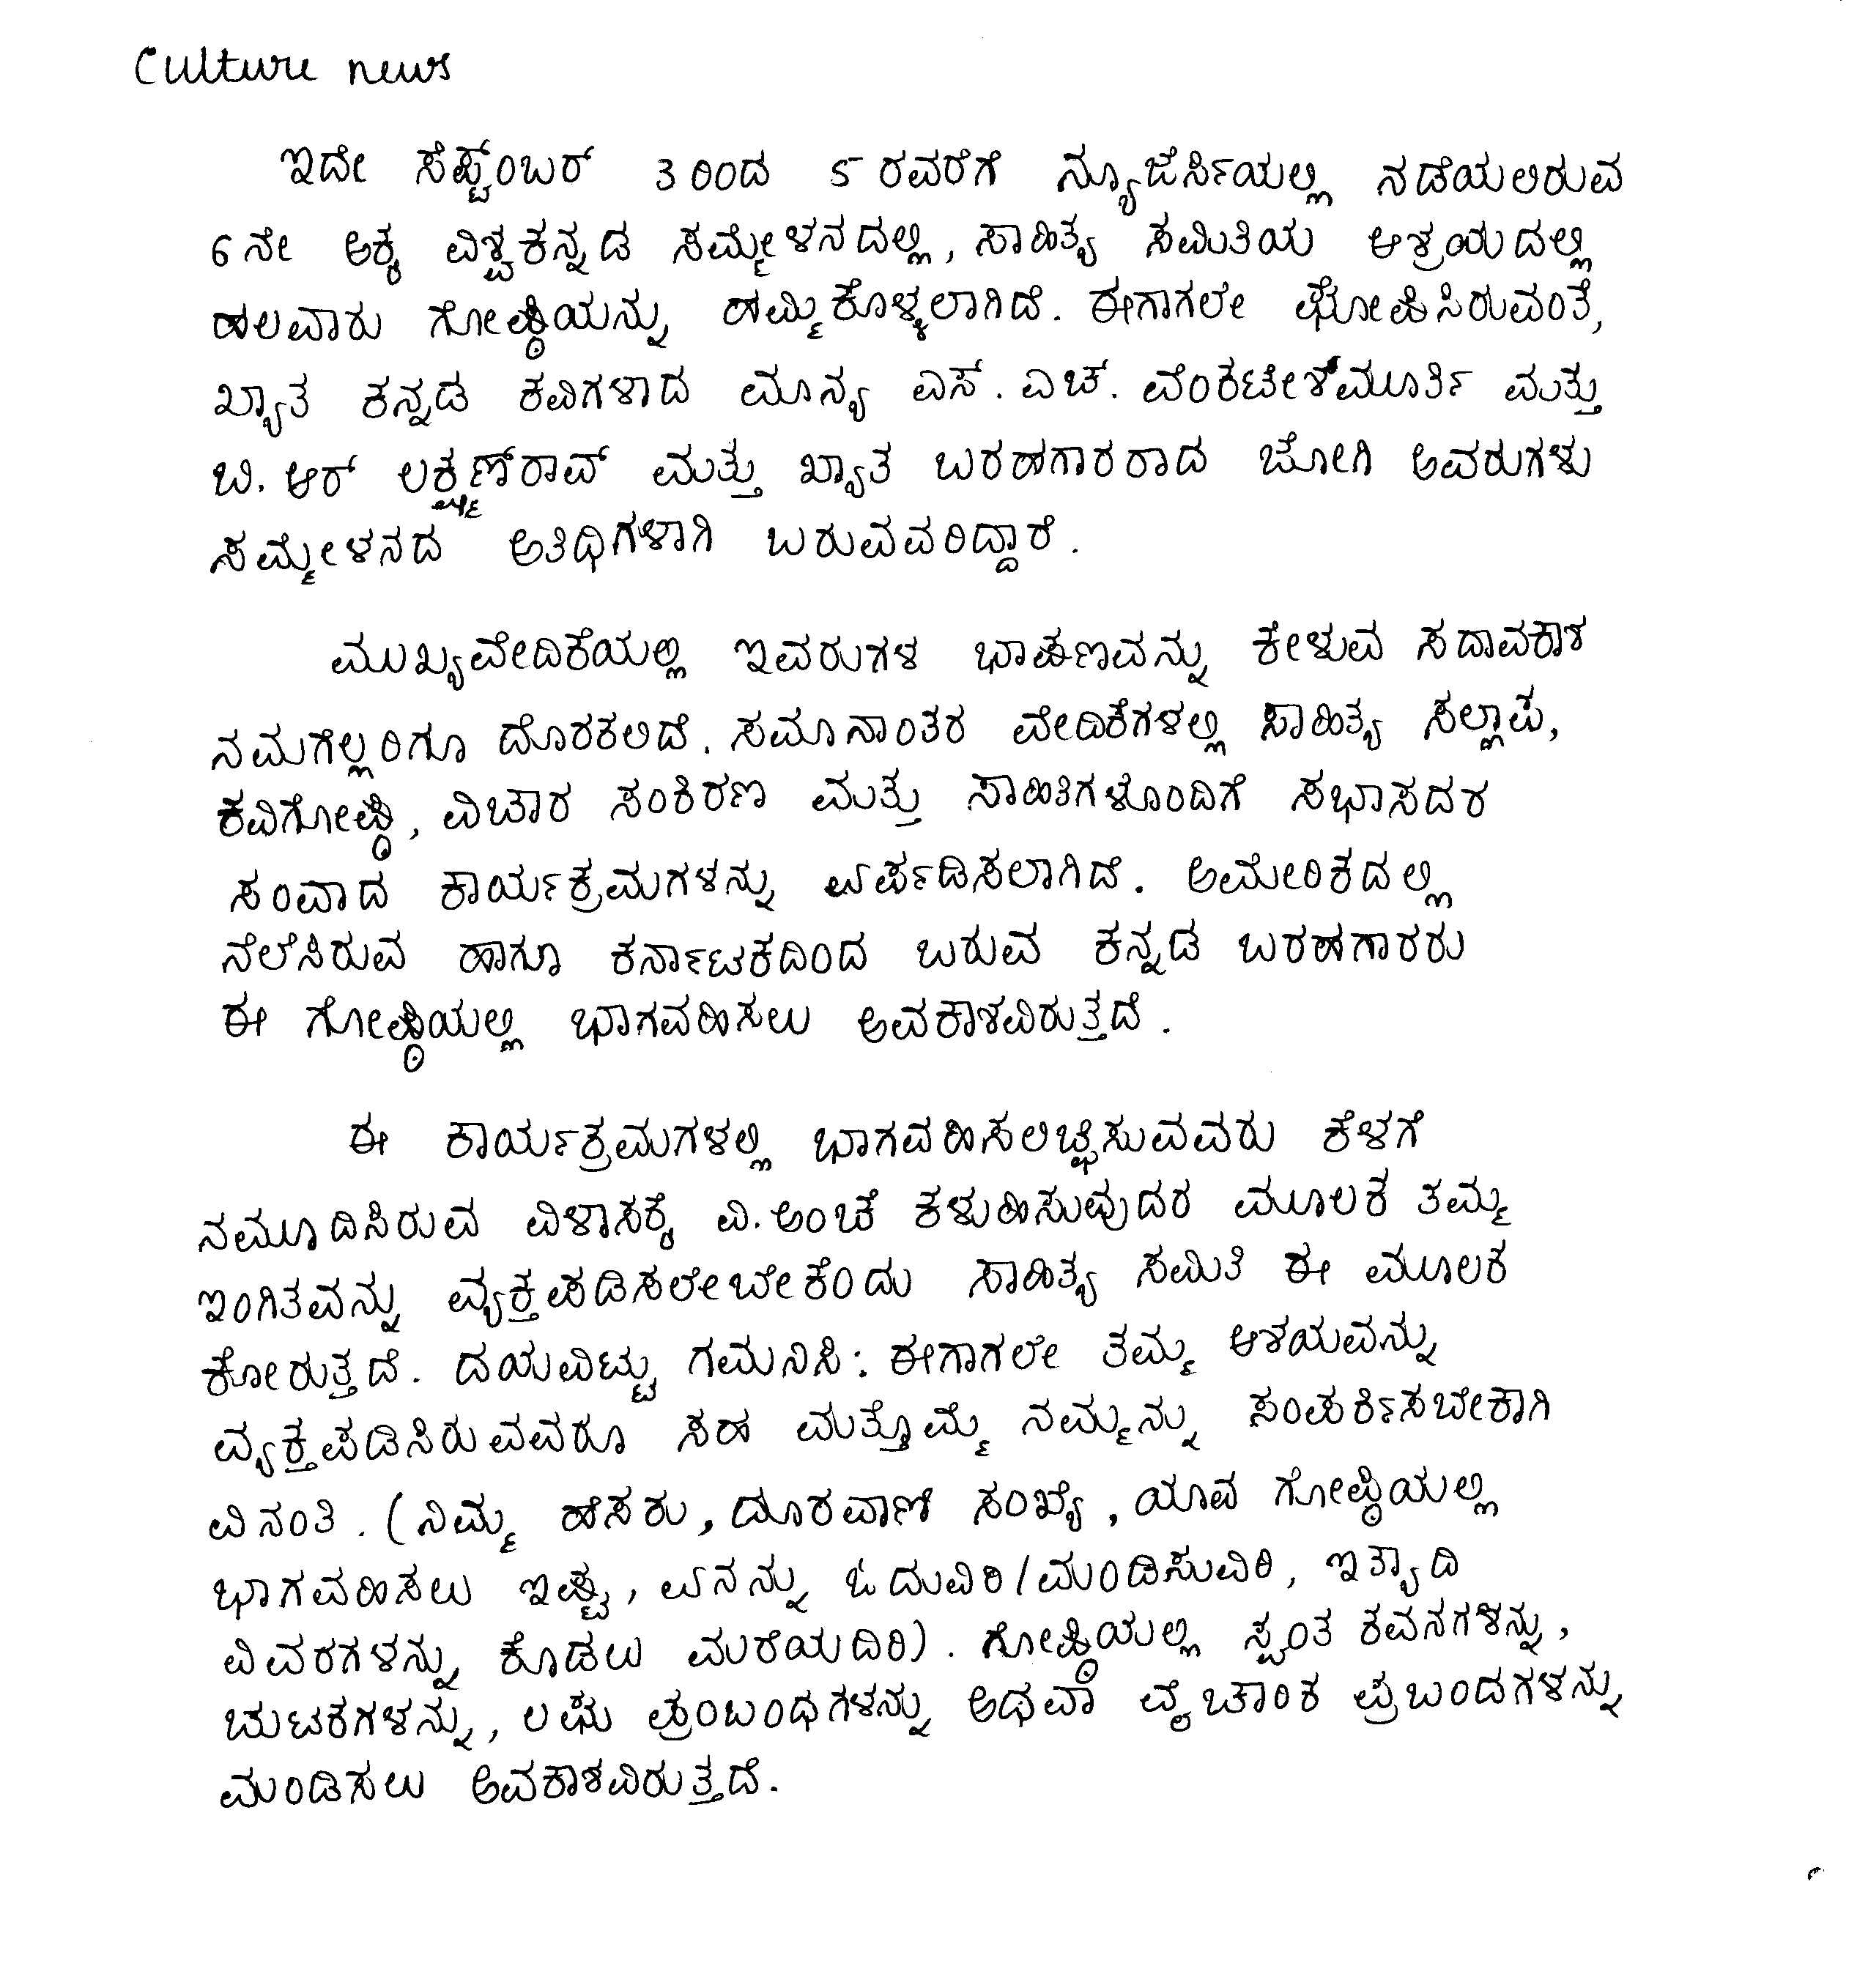 Culture news
ಇದೇ ಸೆಪ್ಟ್ಂಬರ್ 3 ರಿಂದ 5 ರವರೆಗೆ ನ್ಯೂಜೆರ್ಸಿಯಲ್ಲಿ ನಡೆಯಲಿರುವ
6 ನೇ ಅಕ್ಕ ವಿಶ್ವಕನ್ನಡ ಸಮ್ಮೇಳನದಲ್ಲಿ, ಸಾಹಿತ್ಯ ಸಮಿತಿಯ ಆಶ್ರಯದಲ್ಲಿ
ಹಲವಾರು ಗೋಷ್ಠಿಯನ್ನು ಹಮ್ಮಿಕೊಳ್ಳಲಾಗಿದೆ. ಈಗಾಗಲೇ ಘೋಷಿಸಿರುವಂತೆ,
ಖ್ಯಾತ ಕನ್ನಡ ಕವಿಗಳಾದ ಮಾನ್ಯ ಎಸ್. ಎಚ್. ವೆಂಕಟೇಶ್‌ಮೂರ್ತಿ ಮತ್ತು
ಬಿ. ಆರ್ ಲಕ್ಷ್ಮಣ್‌ರಾವ್ ಮತ್ತು ಖ್ಯಾತ ಬರಹಗಾರರಾದ ಜೋಗಿ ಅವರುಗಳು
ಸಮ್ಮೇಳನದ ಅತಿಥಿಗಳಾಗಿ ಬರುವವರಿದ್ದಾರೆ.
ಮುಖ್ಯವೇದಿಕೆಯಲ್ಲಿ ಇವರುಗಳ ಭಾಷಣವನ್ನು ಕೇಳುವ ಸದಾವಕಾಶ
ನಮಗೆಲ್ಲರಿಗೂ ದೊರಕಲಿದೆ. ಸಮಾನಾಂತರ ವೇದಿಕೆಗಳಲ್ಲಿ ಸಾಹಿತ್ಯ ಸಲ್ಲಾಪ,
ಕವಿಗೋಷ್ಠಿ, ವಿಚಾರ ಸಂಕಿರಣ ಮತ್ತು ಸಾಹಿತಿಗಳೊಂದಿಗೆ ಸಭಾಸದರ
ಸಂವಾದ ಕಾರ್ಯಕ್ರಮಗಳನ್ನು ಏರ್ಪಡಿಸಲಾಗಿದೆ. ಅಮೇರಿಕದಲ್ಲಿ
ನೆಲೆಸಿರುವ ಹಾಗೂ ಕರ್ನಾಟಕದಿಂದ ಬರುವ ಕನ್ನಡ ಬರಹಗಾರರು
ಈ ಗೋಷ್ಠಿಯಲ್ಲಿ ಭಾಗವಹಿಸಲು ಅವಕಾಶವಿರುತ್ತದೆ.
ಈ ಕಾರ್ಯಕ್ರಮಗಳಲ್ಲಿ ಭಾಗವಹಿಸಲಿಚ್ಛಿಸುವವರು ಕೆಳಗೆ
ನಮೂದಿಸಿರುವ ವಿಳಾಸಕ್ಕೆ ವಿ. ಅಂಚೆ ಕಳುಹಿಸುವುದರ ಮೂಲಕ ತಮ್ಮ
ಇಂಗಿತವನ್ನು ವ್ಯಕ್ತಪಡಿಸಲೇಬೇಕೆಂದು ಸಾಹಿತ್ಯ ಸಮಿತಿ ಈ ಮೂಲಕ
ಕೋರುತ್ತದೆ. ದಯವಿಟ್ಟು ಗಮನಿಸಿ: ಈಗಾಗಲೇ ತಮ್ಮ ಆಶಯವನ್ನು
ವ್ಯಕ್ತಪಡಿಸಿರುವವರೂ ಸಹ ಮತ್ತೊಮ್ಮೆ ನಮ್ಮನ್ನು ಸಂಪರ್ಕಿಸಬೇಕಾಗಿ
ವಿನಂತಿ. (ನಿಮ್ಮ ಹೆಸರು, ದೂರವಾಣಿ ಸಂಖ್ಯೆ, ಯಾವ ಗೋಷ್ಠಿಯಲ್ಲಿ
ಭಾಗವಹಿಸಲು ಇಷ್ಟ, ಏನನ್ನು ಓದುವಿರಿ/ಮಂಡಿಸುವಿರಿ, ಇತ್ಯಾದಿ
ವಿವರಗಳನ್ನು ಕೊಡಲು ಮರೆಯದಿರಿ). ಗೋಷ್ಠಿಯಲ್ಲಿ ಸ್ವಂತ ಕವನಗಳನ್ನು,
ಚುಟಕಗಳನ್ನು, ಲಘು ಪ್ರಂಬಂಧಗಳನ್ನು ಅಥವಾ ವೈಚಾರಿಕ ಪ್ರಬಂದಗಳನ್ನು
ಮಂಡಿಸಲು ಅವಕಾಶವಿರುತ್ತದೆ.